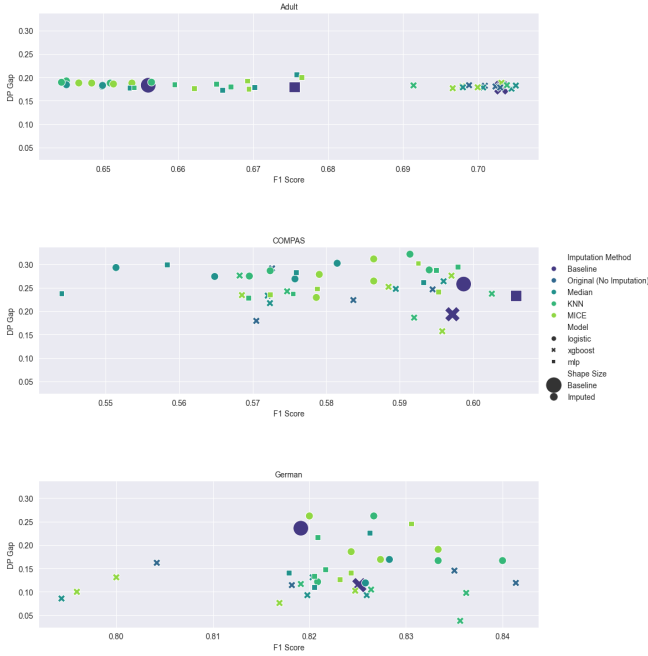 Adult
0.30
0.25
0.20
0.15
0.10
0.05
DP Gap
0.65
0.66
0.67
0.68
0.69
0.70
F1 Score
COMPAS
0.30
0.25
0.20
0.15
0.10
0.05
DP Gap
0.55
0.56
0.57
0.58
0.59
0.60
F1 Score
Imputation Method
Baseline
Original (No Imputation)
Median
KNN
MICE
Model
logistic
xgboost
mlp
Shape Size
Baseline
Imputed
German
0.30
0.25
0.20
0.15
0.10
0.05
DP Gap
0.80
0.81
0.82
0.83
0.84
F1 Score